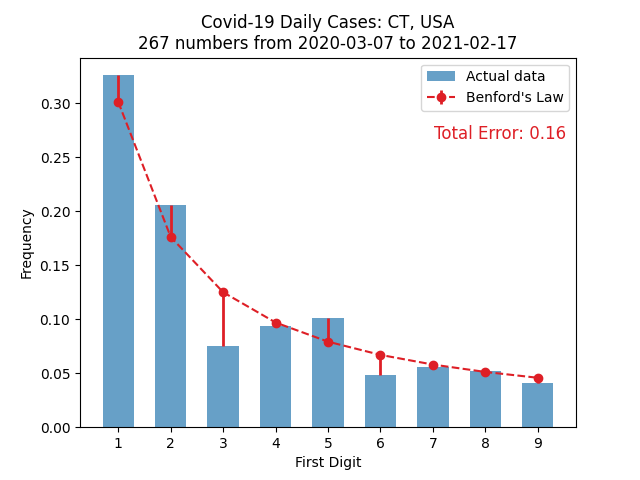 Covid-19 Daily Cases: CT, USA
267 numbers from 2020-03-07 to 2021-02-17
Actual data
Benford's Law
Total Error: 0.16
Frequency
0.30
0.25
0.20
0.15
0.10
0.05
0.00
1 2 3 4 5 6 7 8 9
First Digit